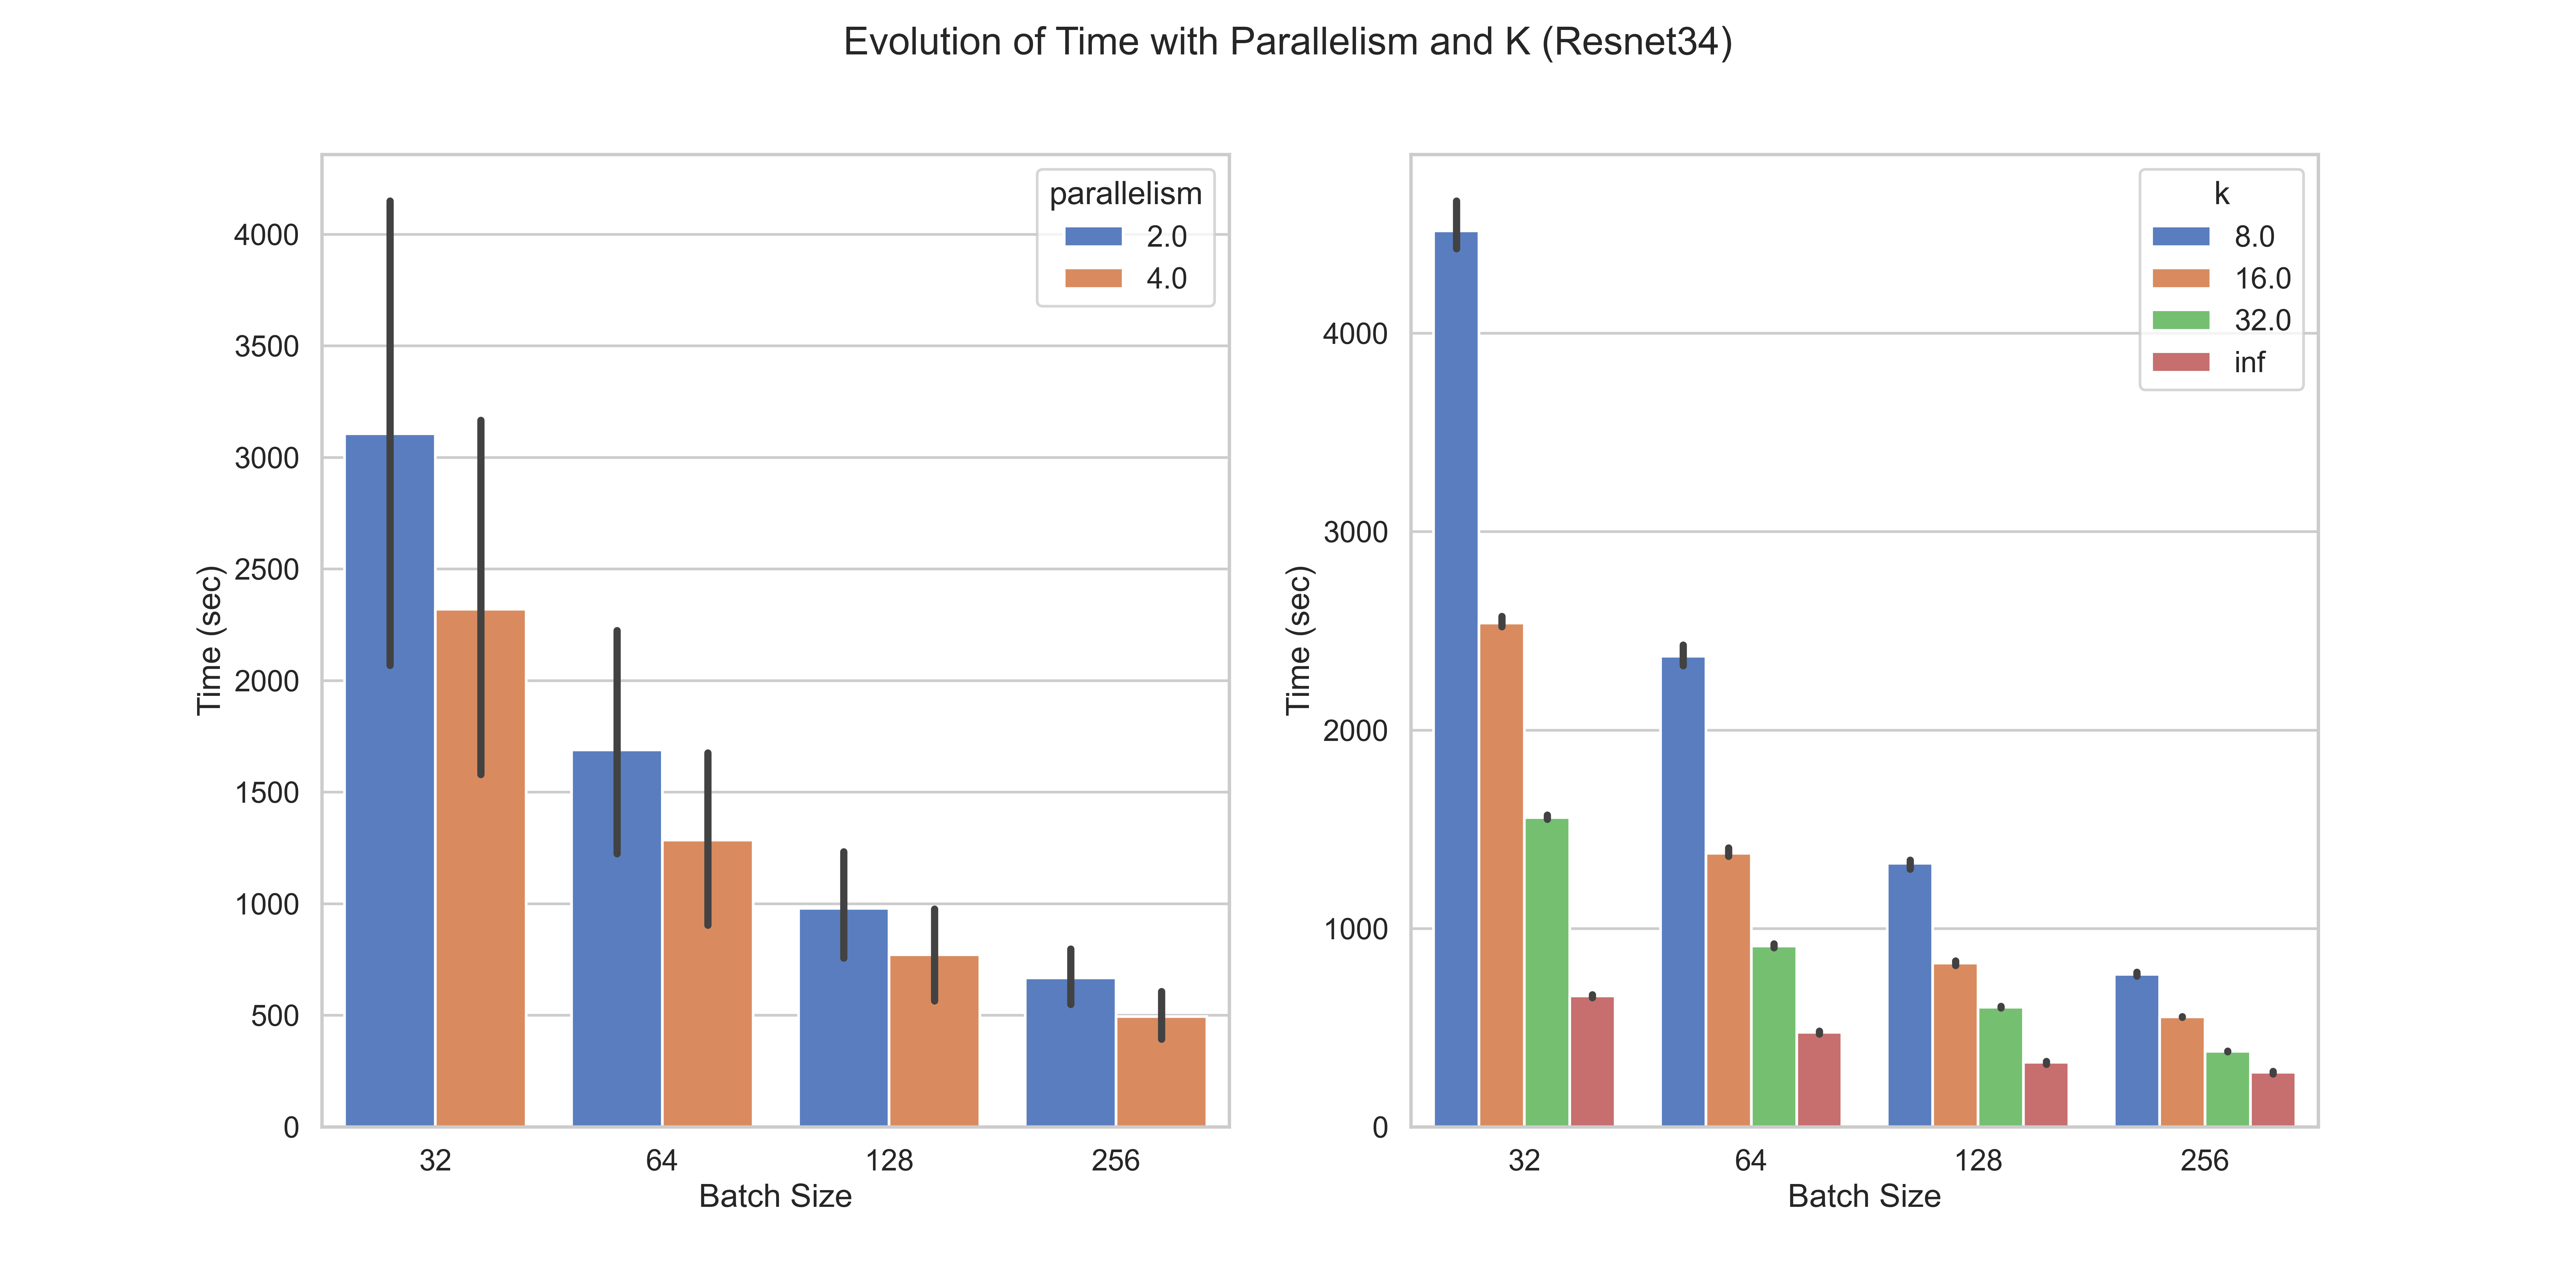 Evolution of Time with Parallelism and K (Resnet34)
Time (sec)
4000
3500
3000
2500
2000
1500
1000
500
0
parallelism
2.0
4.0
32 64 128 256
Batch Size
Time (sec)
4000
3000
2000
1000
0
k
8.0
16.0
32.0
inf
32 64 128 256
Batch Size